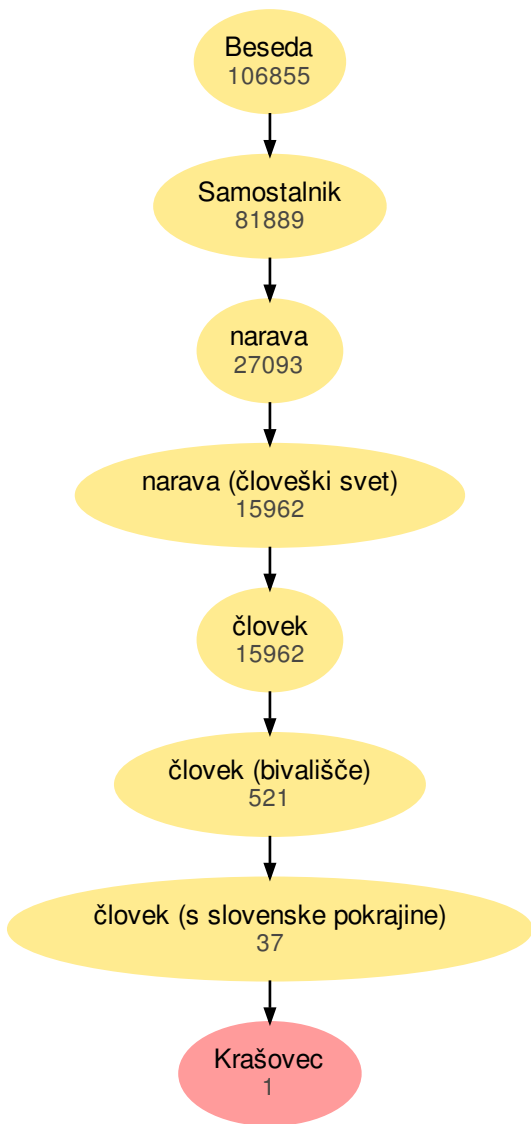 Beseda
106855
Samostalnik
81889
narava
27093
narava (človeški svet)
15962
človek
15962
človek (bivališče)
521
človek (s slovenske pokrajine)
37
Krašovec
1